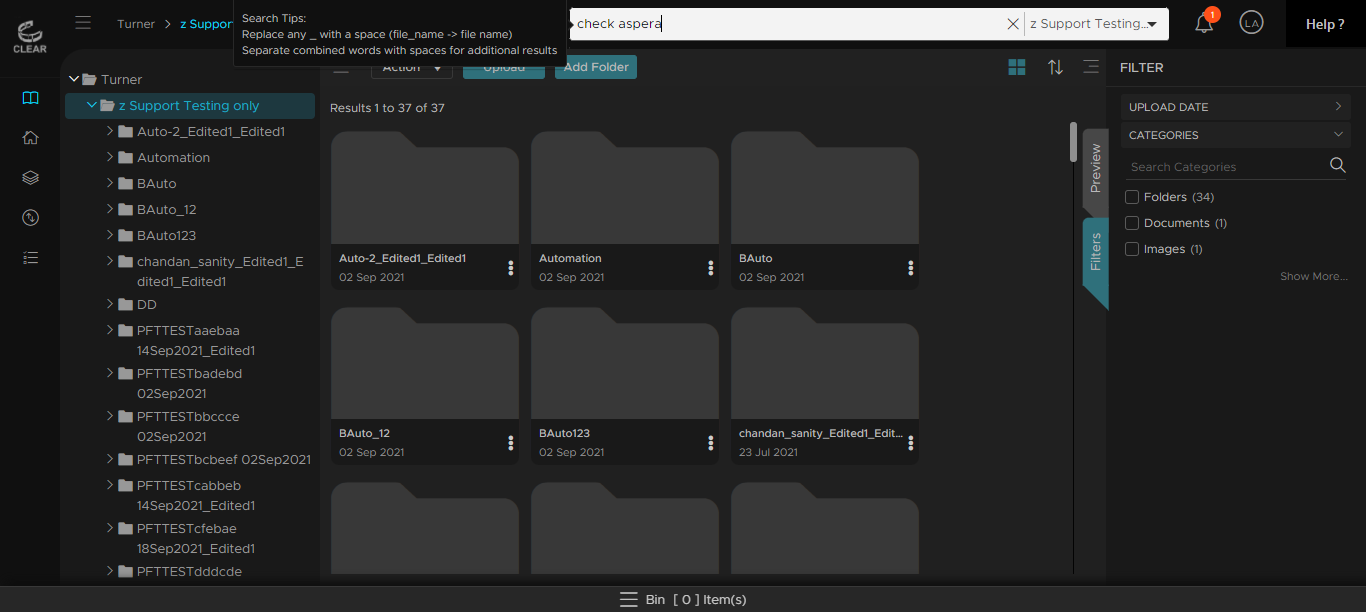 CLEAR
Turner > z Suppor
Search Tips:
Replace any _ with a space (file_name -> file name)
Separate combined words with spaces for additional results
check aspera
z Support Testing...
1
LA
Help ?
Turner
z Support Testing only
Auto-2_Edited1_Edited1
Automation
BAuto
BAuto_12
BAuto123
chandan_sanity_Edited1_E
dited1_Edited1
DD
PFTTESTaaebaa
14Sep2021_Edited1
PFTTESTbadebd
02Sep2021
PFTTESTbbccce
02Sep2021
PFTTESTbcbeef 02Sep2021
PFTTESTcabbeb
14Sep2021_Edited1
PFTTESTcfebae
18Sep2021_Edited1
PFTTESTdddcde
Action
Upload
Add Folder
Results 1 to 37 of 37
Auto-2_Edited1_Edited1
02 Sep 2021
Automation
02 Sep 2021
BAuto
02 Sep 2021
BAuto_12
02 Sep 2021
BAuto123
02 Sep 2021
chandan_sanity_Edited1_Edit...
23 Jul 2021
Preview
Filters
FILTER
UPLOAD DATE
CATEGORIES
Search Categories
Folders (34)
Documents (1)
Images (1)
Show More...
Bin [ 0 ] Item(s)